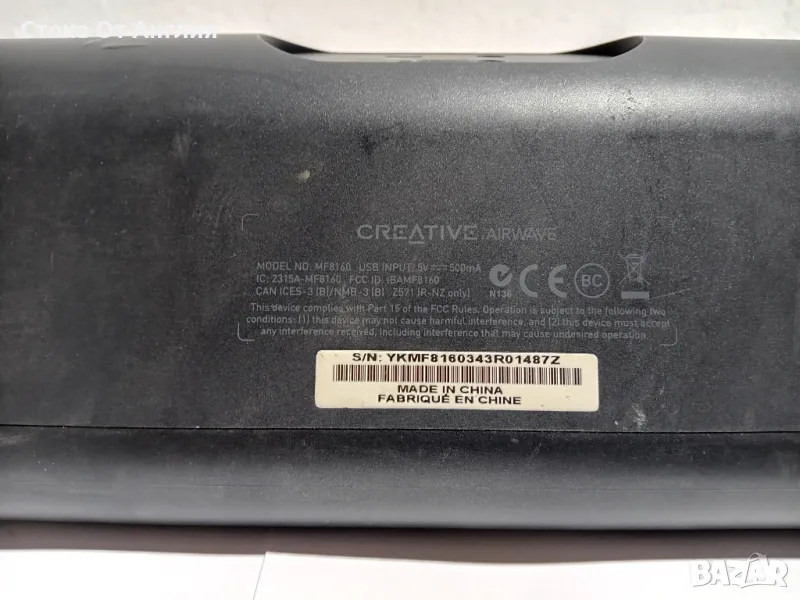 Стока От Англия
CREATIVE AIRWAVE
MODEL NO: MF8160 USB INPUT: 5V 500mA
IC: 2315A-MF8160 FCC ID: iBAMF8160
CAN ICES-3 (B)/NMB-3 (B) Z571 (R-NZ only)
N136
BC
This device complies with Part 15 of the FCC Rules. Operation is subject to the following two
conditions: (1) this device may not cause harmful interference, and (2) this device must accept
any interference received, including interference that may cause undesired operation
S/N: YKMF8160343R01487Z
MADE IN CHINA
FABRIQUÉ EN CHINE
BAZAR